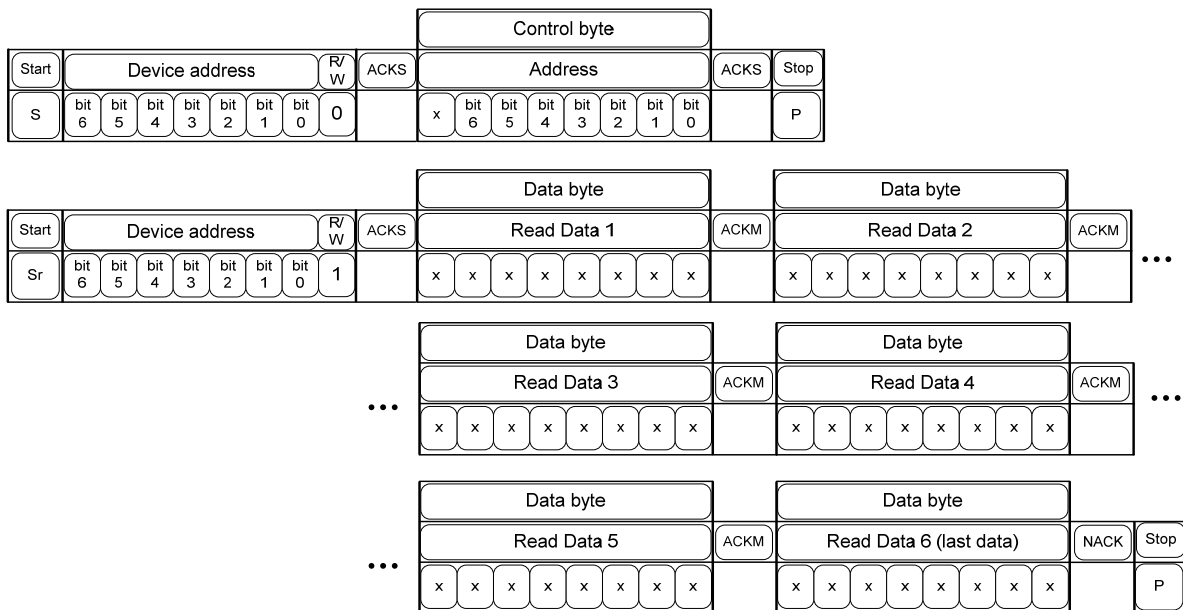 Control byte
Start Device address R/W ACKS Address ACKS Stop
S bit 6 bit 5 bit 4 bit 3 bit 2 bit 1 bit 0 0 x bit 6 bit 5 bit 4 bit 3 bit 2 bit 1 bit 0 P
Data byte Data byte
Start Device address R/W ACKS Read Data 1 ACKM Read Data 2 ACKM
Sr bit 6 bit 5 bit 4 bit 3 bit 2 bit 1 bit 0 1 x x x x x x x x x x x x x x x x ...
Data byte Data byte
... Read Data 3 ACKM Read Data 4 ACKM ...
x x x x x x x x x x x x x x x x
Data byte Data byte
... Read Data 5 ACKM Read Data 6 (last data) NACK Stop
x x x x x x x x x x x x x x x x P